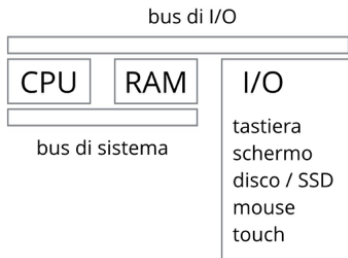 bus di I/O
CPU RAM I/O
bus di sistema
tastiera
schermo
disco / SSD
mouse
touch